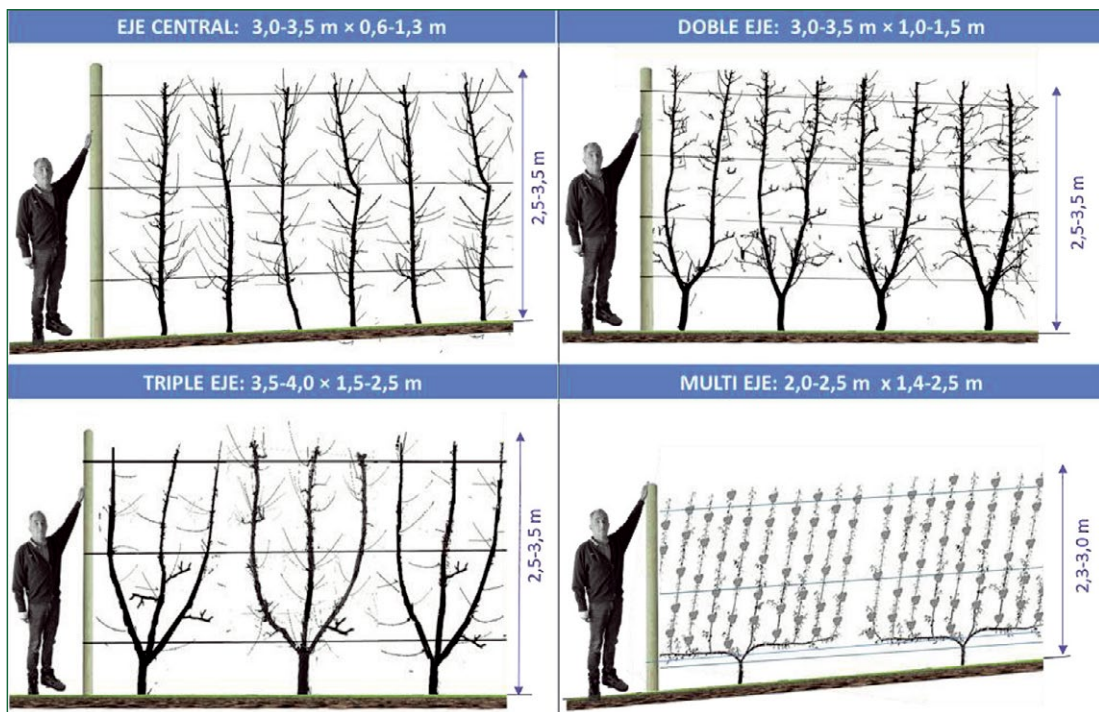 EJE CENTRAL: 3,0-3,5 m × 0,6-1,3 m
2,5-3,5 m
DOBLE EJE: 3,0-3,5 m × 1,0-1,5 m
2,5-3,5 m
TRIPLE EJE: 3,5-4,0 × 1,5-2,5 m
2,5-3,5 m
MULTI EJE: 2,0-2,5 m x 1,4-2,5 m
2,3-3,0 m